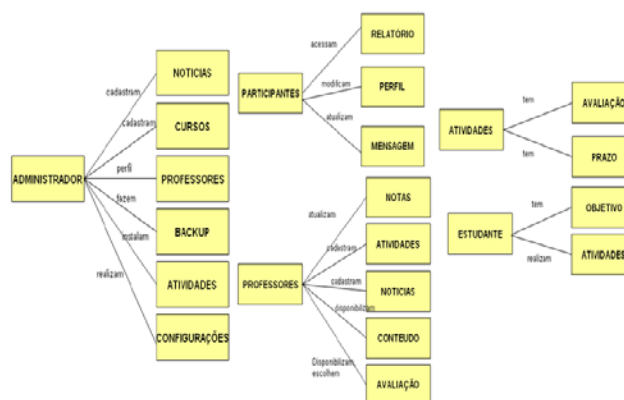 ADMINISTRADOR
cadastram
NOTICIAS
cadastram
CURSOS
perfil
PROFESSORES
fazem
BACKUP
instalam
ATIVIDADES
realizam
CONFIGURAÇÕES
PARTICIPANTES
acessam
RELATÓRIO
modificam
PERFIL
atualizam
MENSAGEM
PROFESSORES
atualizam
NOTAS
cadastram
ATIVIDADES
cadastram
NOTICIAS
disponibilizam
CONTEUDO
Disponibilizam
escolhem
AVALIAÇÃO
ATIVIDADES
tem
AVALIAÇÃO
tem
PRAZO
ESTUDANTE
tem
OBJETIVO
realizam
ATIVIDADES